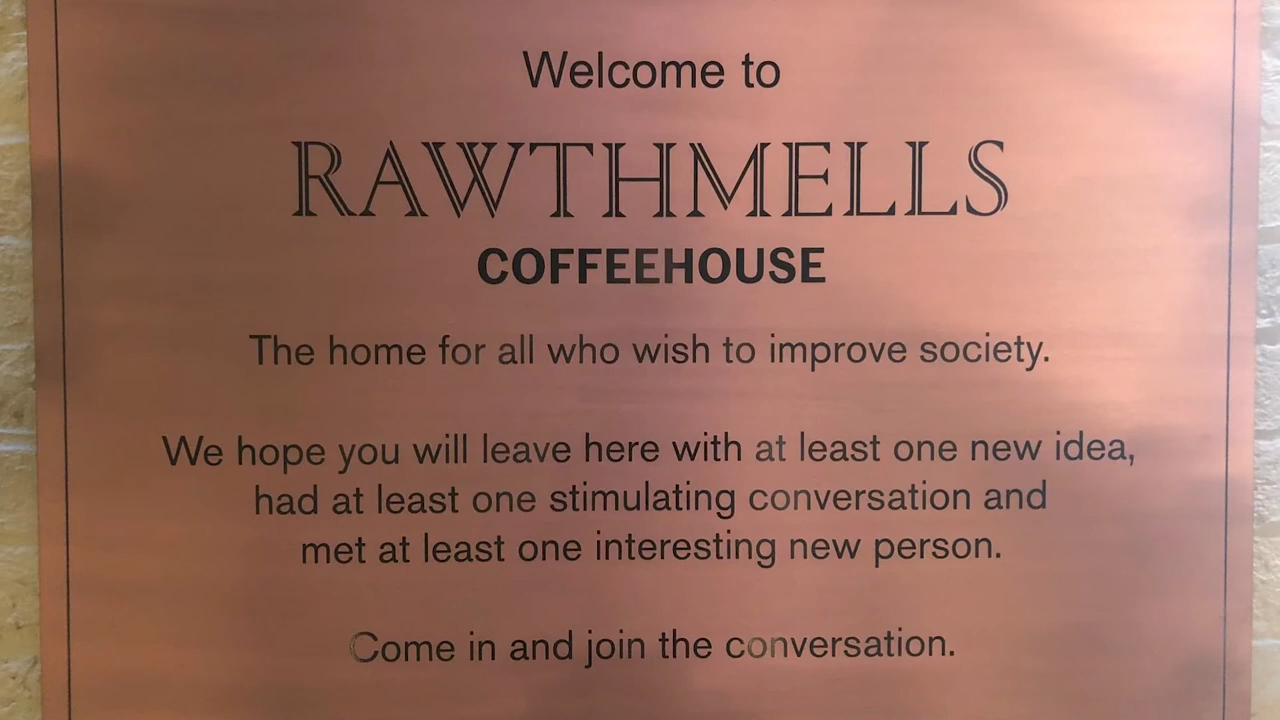 Welcome to
RAWTHMELLS
COFFEEHOUSE
The home for all who wish to improve society.
We hope you will leave here with at least one new idea,
had at least one stimulating conversation and
met at least one interesting new person.
Come in and join the conversation.